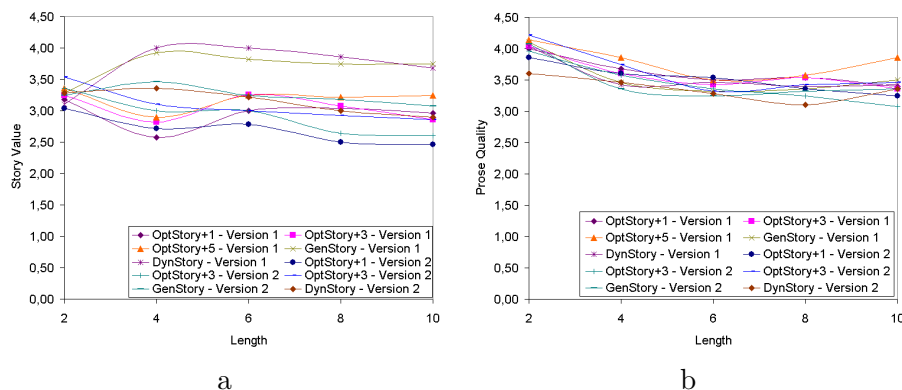 4,50
4,00
3,50
3,00
2,50
2,00
1,50
1,00
0,50
0,00
Story Value
OptStory+1 - Version 1
OptStory+3 - Version 1
OptStory+5 - Version 1
GenStory - Version 1
DynStory - Version 1
OptStory+1 - Version 2
OptStory+3 - Version 2
OptStory+3 - Version 2
GenStory - Version 2
DynStory - Version 2
2 4 6 8 10
Length
a
4,50
4,00
3,50
3,00
2,50
2,00
1,50
1,00
0,50
0,00
Prose Quality
OptStory+1 - Version 1
OptStory+3 - Version 1
OptStory+5 - Version 1
GenStory - Version 1
DynStory - Version 1
OptStory+1 - Version 2
OptStory+3 - Version 2
OptStory+3 - Version 2
GenStory - Version 2
DynStory - Version 2
2 4 6 8 10
Length
b